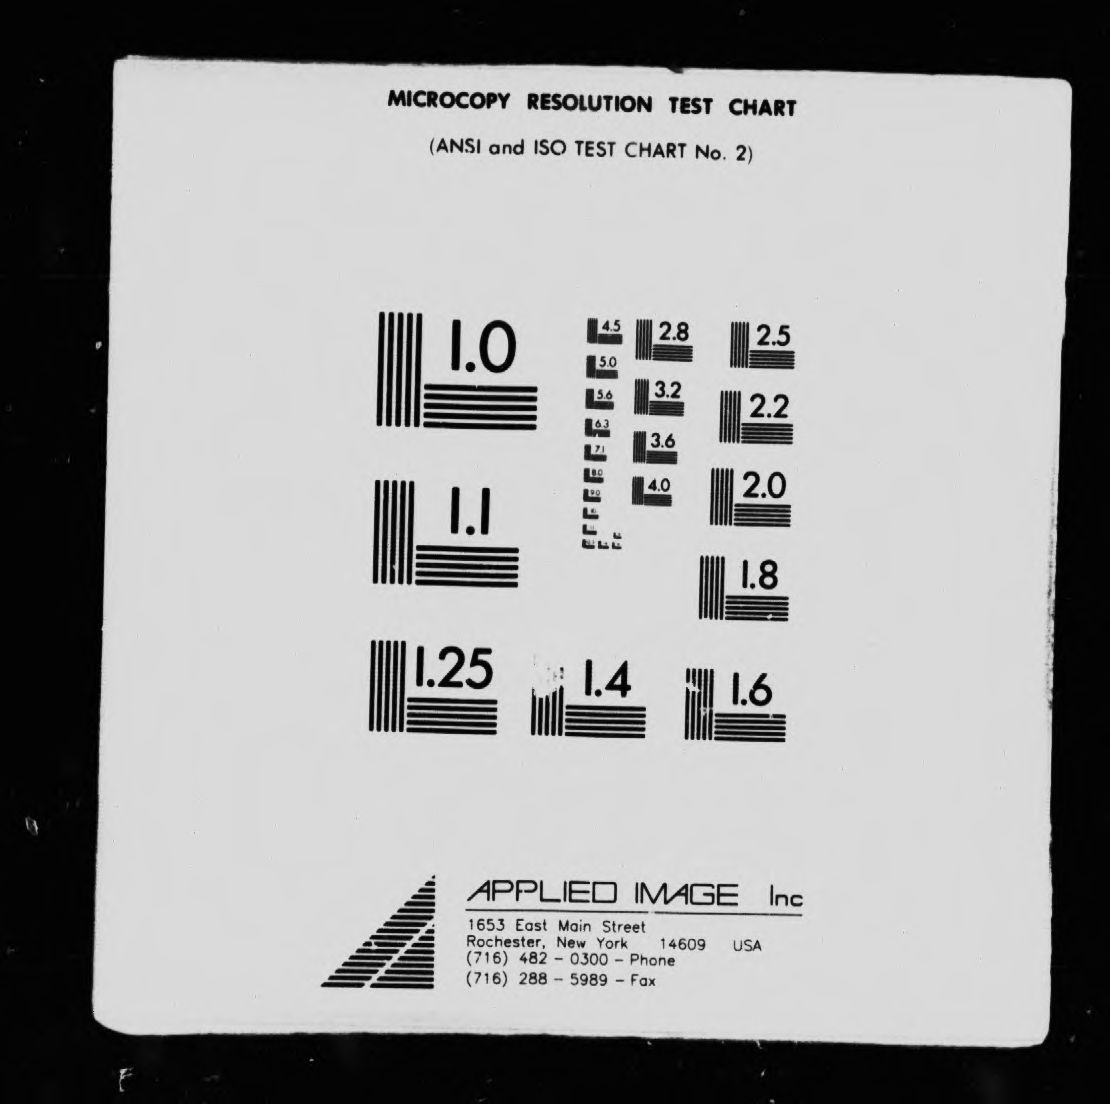 MICROCOPY RESOLUTION TEST CHART
(ANSI and ISO TEST CHART No. 2)
1.0
4.5
2.8
2.5
5.0
5.6
3.2
2.2
6.3
3.6
7.1
8.0
4.0
2.0
9.0
1.1
1.8
1.25
1.4
1.6
APPLIED IMAGE Inc
1653 East Main Street
Rochester, New York 14609 USA
(716) 482 - 0300 - Phone
(716) 288 - 5989 - Fax